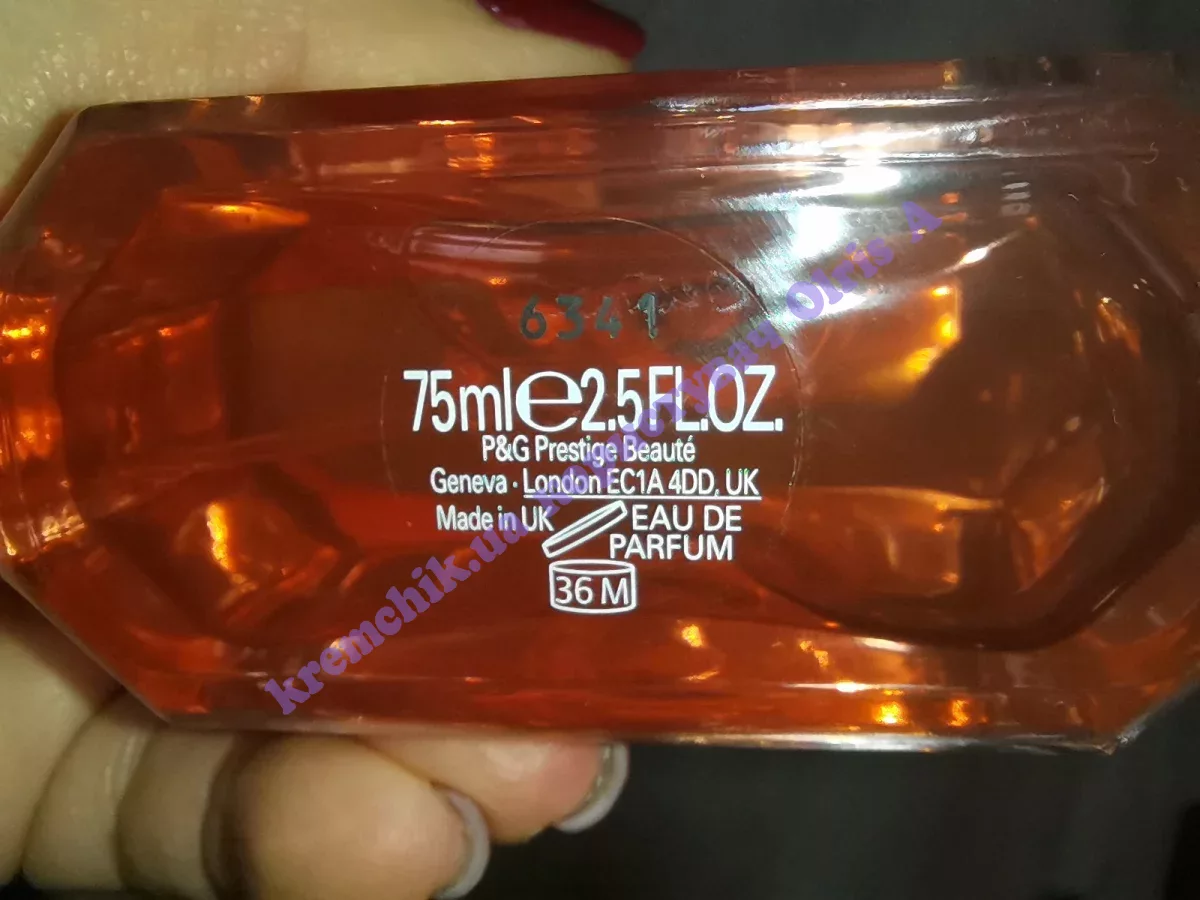 6341
75ml e 2.5FL.OZ.
P&G Prestige Beauté
Geneva · London EC1A 4DD, UK
Made in UK
EAU DE
PARFUM
36 M
kremchik.ua
Olris A